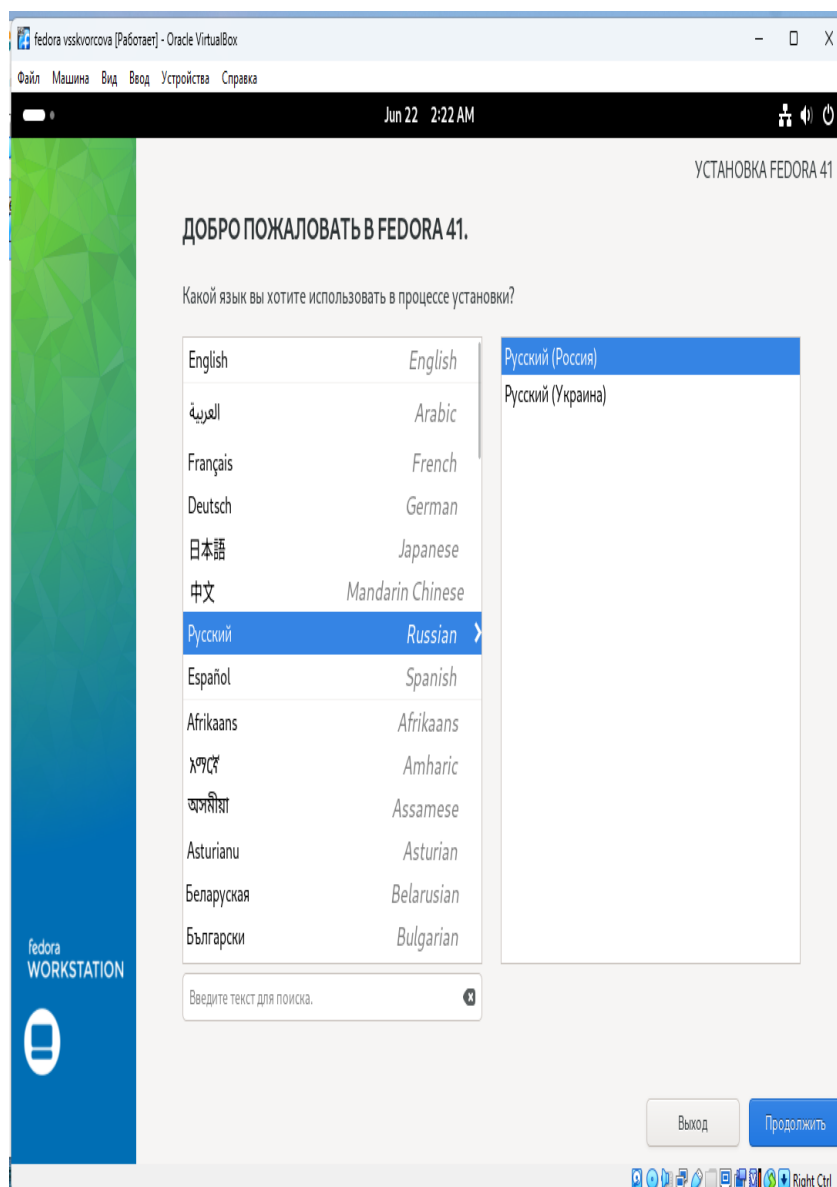 fedora vsskvorcova [Работает] - Oracle VirtualBox
Файл Машина Вид Ввод Устройства Справка
Jun 22 2:22 AM
УСТАНОВКА FEDORA 41
ДОБРО ПОЖАЛОВАТЬ В FEDORA 41.
Какой язык вы хотите использовать в процессе установки?
English English
العربية Arabic
Français French
Deutsch German
日本語 Japanese
中文 Mandarin Chinese
Русский Russian
Español Spanish
Afrikaans Afrikaans
አማርኛ Amharic
অসমীয়া Assamese
Asturianu Asturian
Беларуская Belarusian
Български Bulgarian
Русский (Россия)
Русский (Украина)
Введите текст для поиска.
fedora
WORKSTATION
Выход Продолжить
Right Ctrl